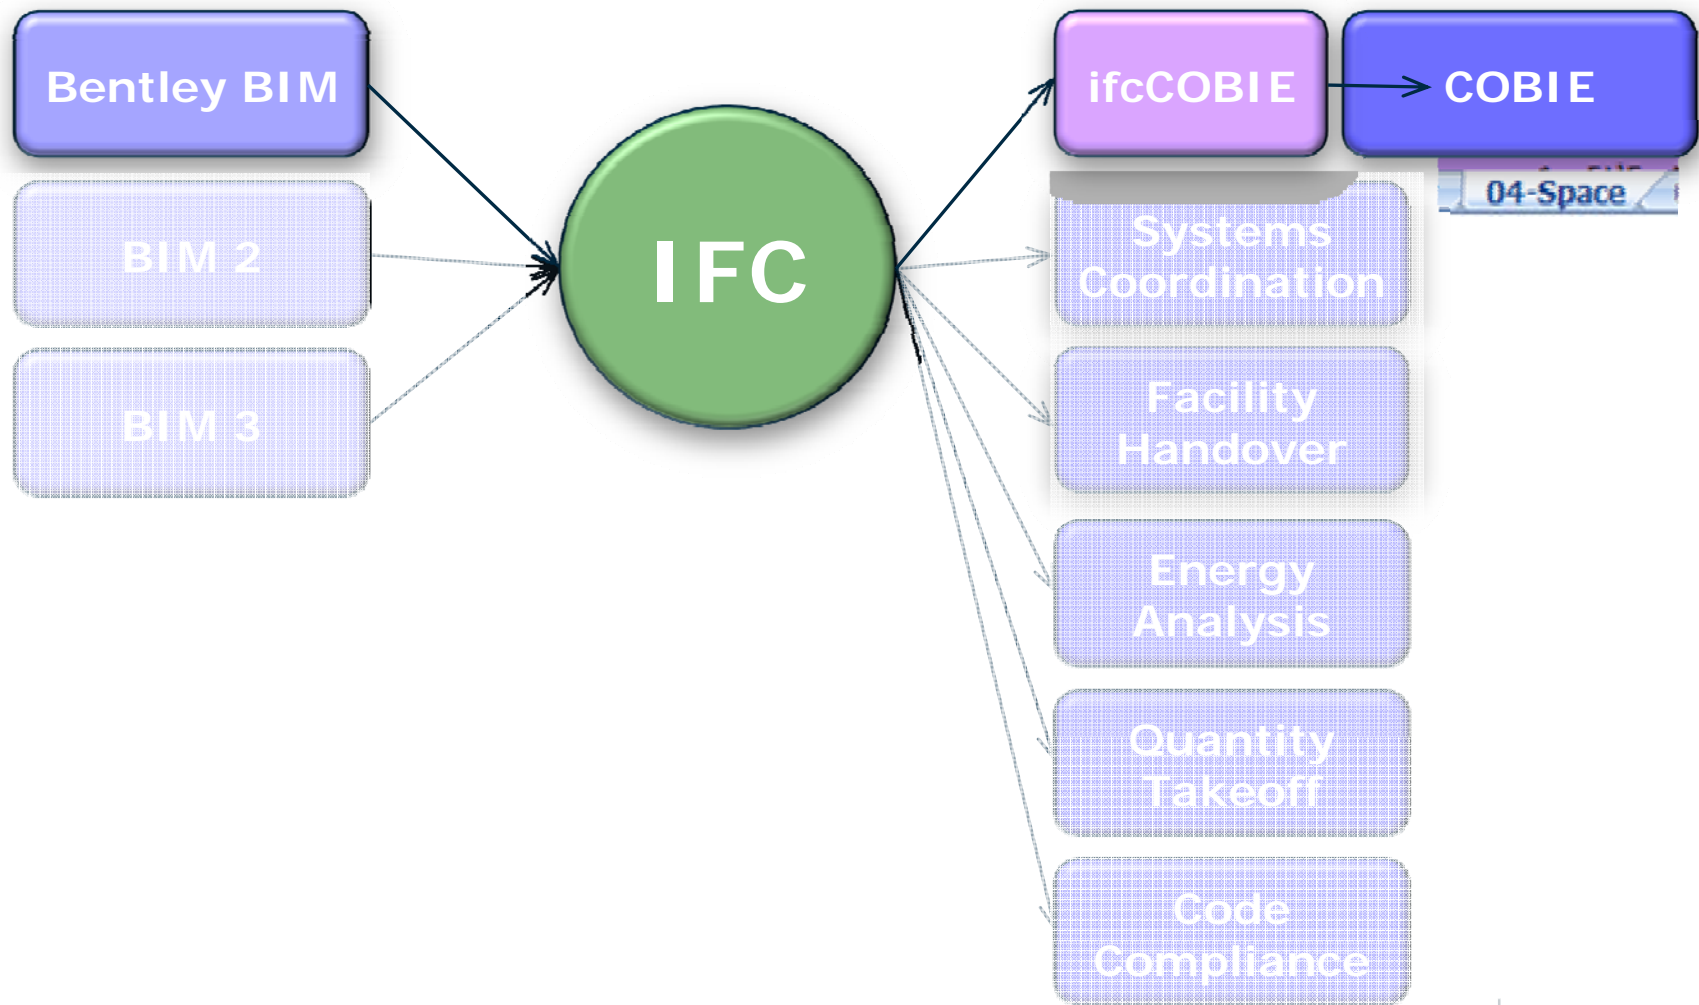 Bentley BIM
BIM 2
BIM 3
IFC
ifcCOBIE
COBIE
04-Space
Systems
Coordination
Facility
Handover
Energy
Analysis
Quantity
Takeoff
Code
Compliance